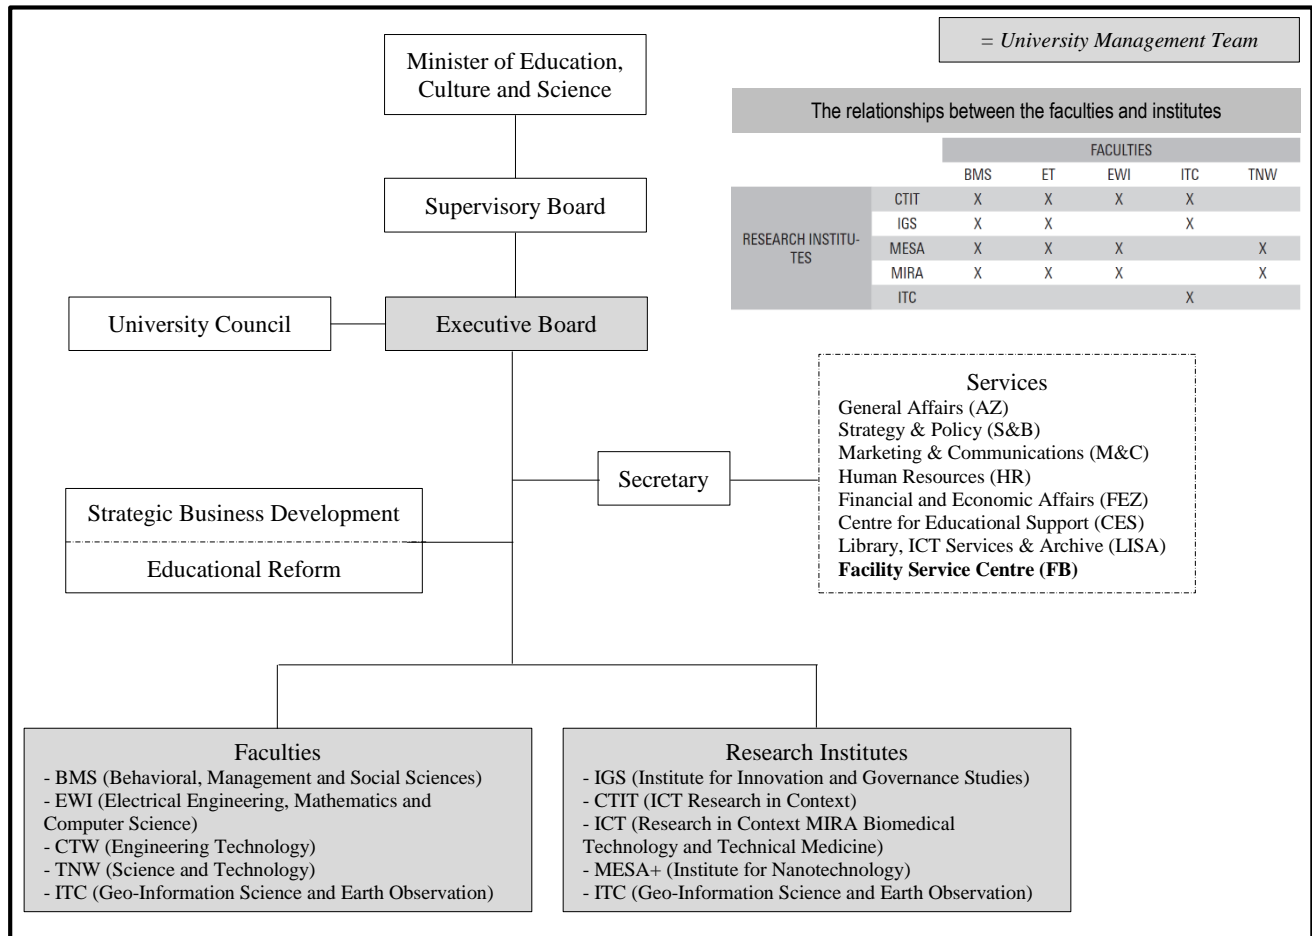 = University Management Team
Minister of Education,
Culture and Science
The relationships between the faculties and institutes
FACULTIES
BMS ET EWI ITC TNW
RESEARCH INSTITU-
TES
CTIT X X X X
IGS X X X
MESA X X X X
MIRA X X X X
ITC X
Supervisory Board
University Council
Executive Board
Services
General Affairs (AZ)
Strategy & Policy (S&B)
Marketing & Communications (M&C)
Human Resources (HR)
Financial and Economic Affairs (FEZ)
Centre for Educational Support (CES)
Library, ICT Services & Archive (LISA)
Facility Service Centre (FB)
Secretary
Strategic Business Development
Educational Reform
Faculties
- BMS (Behavioral, Management and Social Sciences)
- EWI (Electrical Engineering, Mathematics and
Computer Science)
- CTW (Engineering Technology)
- TNW (Science and Technology)
- ITC (Geo-Information Science and Earth Observation)
Research Institutes
- IGS (Institute for Innovation and Governance Studies)
- CTIT (ICT Research in Context)
- ICT (Research in Context MIRA Biomedical
Technology and Technical Medicine)
- MESA+ (Institute for Nanotechnology)
- ITC (Geo-Information Science and Earth Observation)